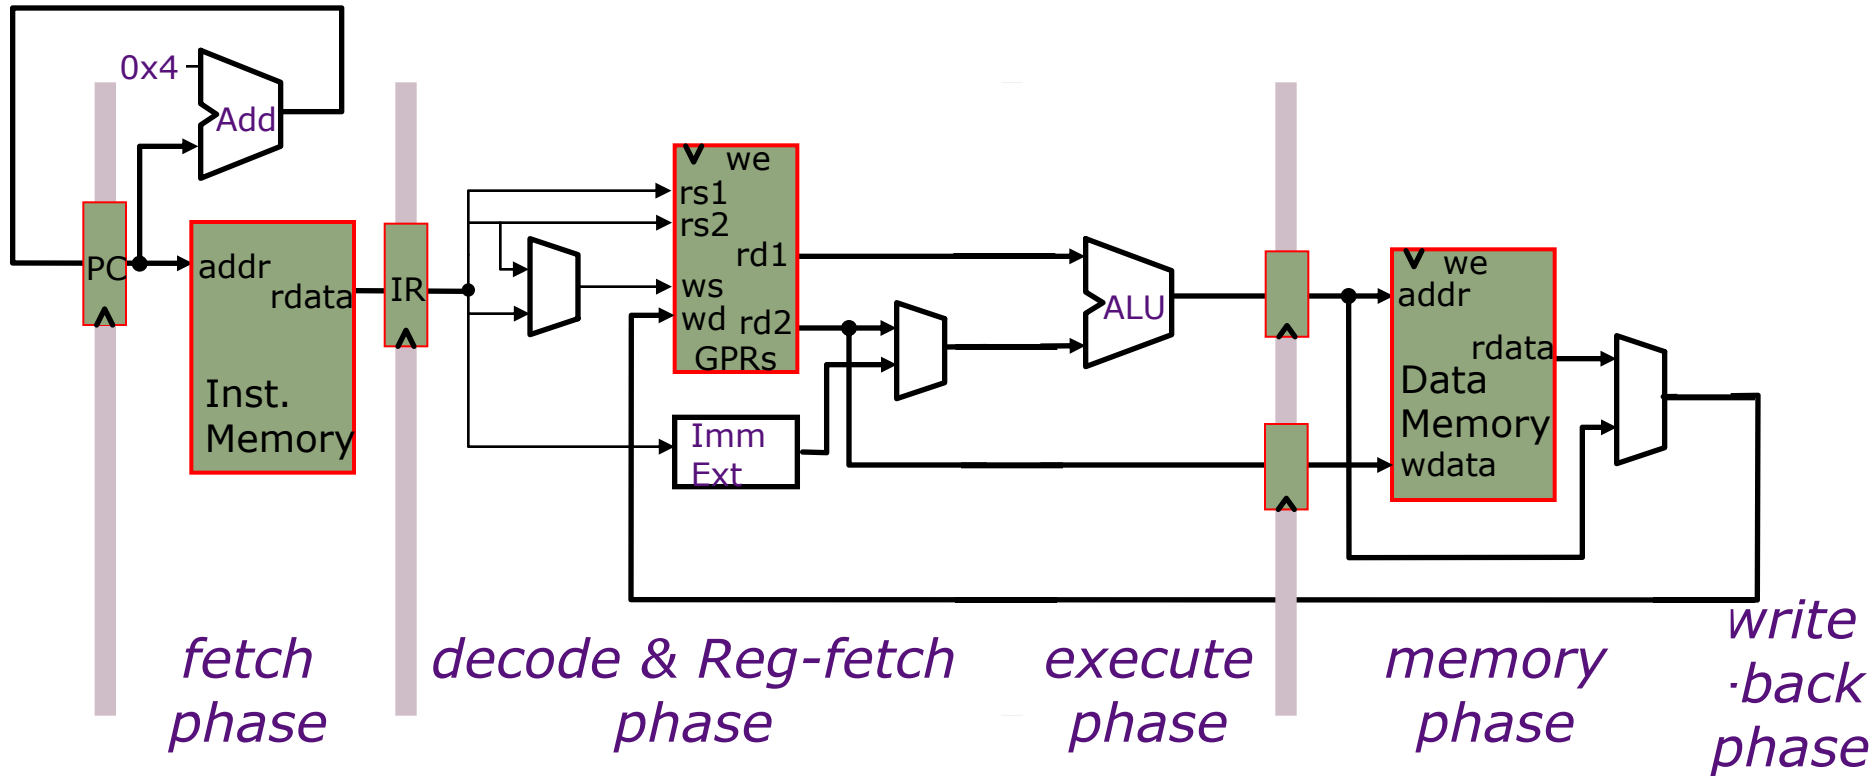 0x4
Add
PC
addr
rdata
Inst.
Memory
IR
we
rs1
rs2
rd1
ws
wd rd2
GPRs
Imm
Ext
ALU
we
addr
rdata
Data
Memory
wdata
fetch
phase
decode & Reg-fetch
phase
execute
phase
memory
phase
write
-back
phase